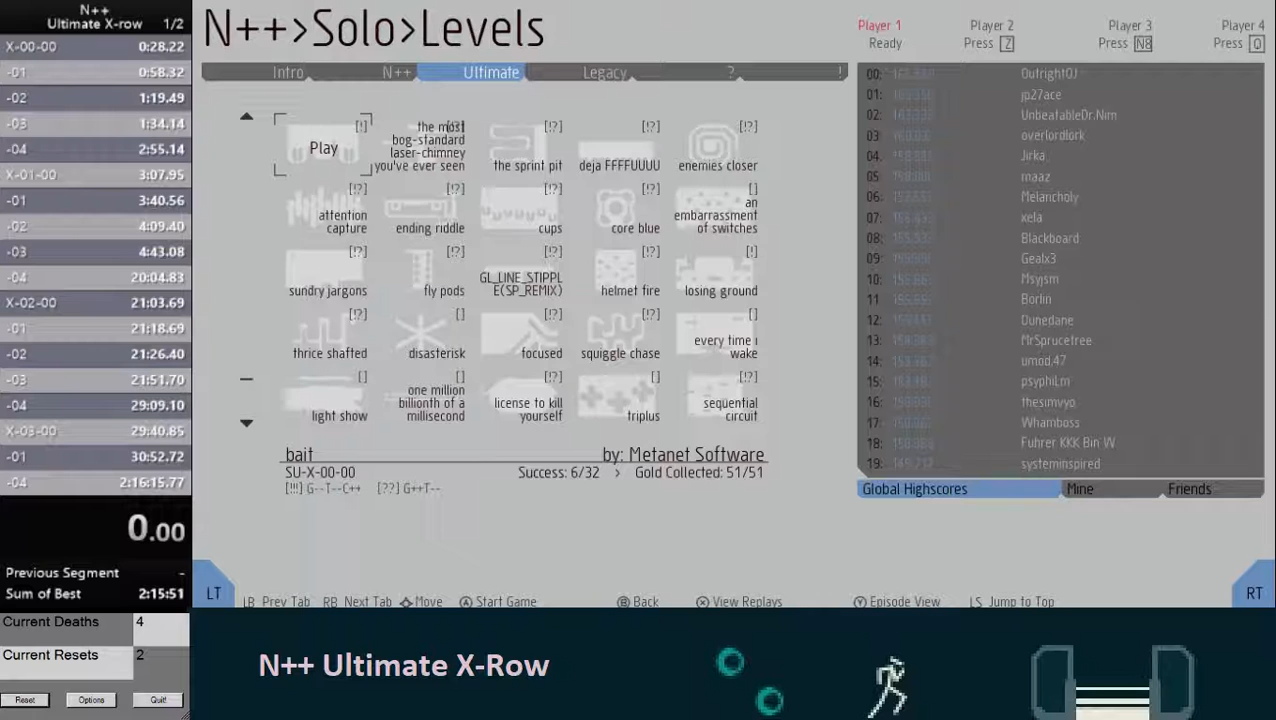 N++
Ultimate X-row 1/2
X-00-00 0:28.22
-01 0:58.32
-02 1:19.49
-03 1:34.14
-04 2:55.14
X-01-00 3:07.95
-01 3:40.56
-02 4:09.40
-03 4:43.08
-04 20:04.83
X-02-00 21:03.69
-01 21:18.69
-02 21:26.40
-03 21:51.70
-04 29:09.10
X-03-00 29:40.85
-01 30:52.72
-04 2:16:15.77
0.00
Previous Segment -
Sum of Best 2:15:51
Current Deaths 4
Current Resets 2
Reset Options Quit!
N++>Solo>Levels
Intro N++ Ultimate Legacy ? !
Play
the most
bog-standard
laser-chimney
you've ever seen
the sprint pit
deja FFFFUUUU
enemies closer
attention
capture
ending riddle
cups
core blue
an
embarrassment
of switches
sundry jargons
fly pods
GL_LINE_STIPPL
E(SP_REMIX)
helmet fire
losing ground
thrice shafted
disasterisk
focused
squiggle chase
every time i
wake
light show
one million
billionth of a
millisecond
license to kill
yourself
triplus
sequential
circuit
bait by: Metanet Software
SU-X-00-00 Success: 6/32 > Gold Collected: 51/51
[!!!] G--T--C++ [??] G++T--
Player 1 Player 2 Player 3 Player 4
Ready Press Z Press N8 Press Q
00: OutrightOJ
01: jp27ace
02: UnbeatableDr.Nim
03: overlordlork
04: Jirka
05: maaz
06: Melancholy
07: xela
08: Blackboard
09: Gealx3
10: Msyjsm
11: Borlin
12: Dunedane
13: MrSprucetree
14: umod.47
15: psyphiLm
16: thesimvyo
17: Whamboss
18: Fuhrer KKK Bin W
19: systeminspired
Global Highscores Mine Friends
LT RT
LB Prev Tab RB Next Tab Move A Start Game B Back X View Replays Y Episode View LS Jump to Top
N++ Ultimate X-Row